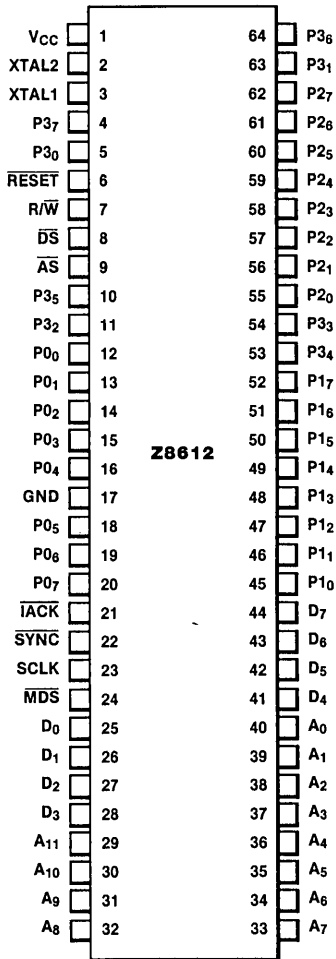 VCC 1 64 P36
XTAL2 2 63 P31
XTAL1 3 62 P27
P37 4 61 P26
P30 5 60 P25
RESET 6 59 P24
R/W 7 58 P23
DS 8 57 P22
AS 9 56 P21
P35 10 55 P20
P32 11 54 P33
P00 12 53 P34
P01 13 52 P17
P02 14 51 P16
P03 15 50 P15
Z8612
P04 16 49 P14
GND 17 48 P13
P05 18 47 P12
P06 19 46 P11
P07 20 45 P10
IACK 21 44 D7
SYNC 22 43 D6
SCLK 23 42 D5
MDS 24 41 D4
D0 25 40 A0
D1 26 39 A1
D2 27 38 A2
D3 28 37 A3
A11 29 36 A4
A10 30 35 A5
A9 31 34 A6
A8 32 33 A7